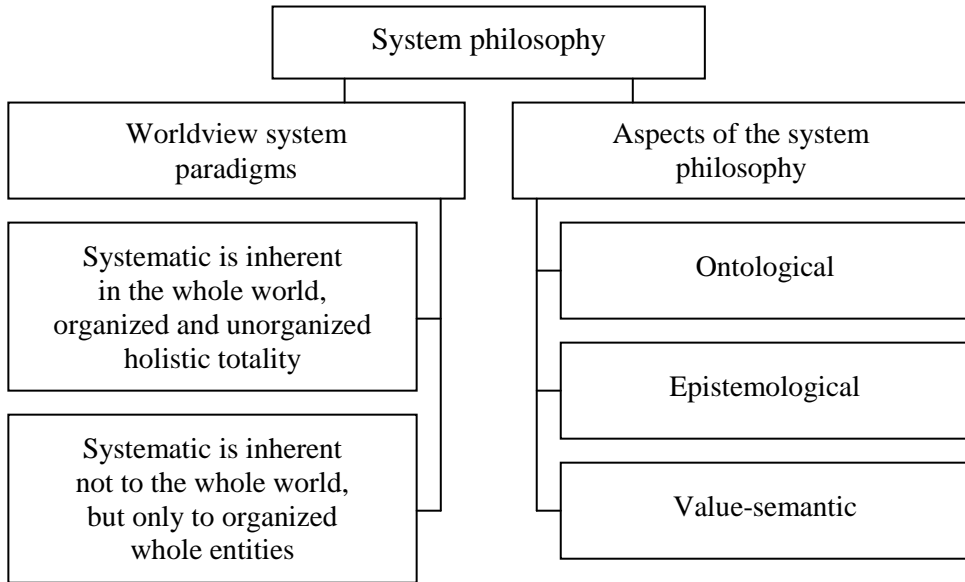 System philosophy
Worldview system
paradigms
Systematic is inherent
in the whole world,
organized and unorganized
holistic totality
Systematic is inherent
not to the whole world,
but only to organized
whole entities
Aspects of the system
philosophy
Ontological
Epistemological
Value-semantic